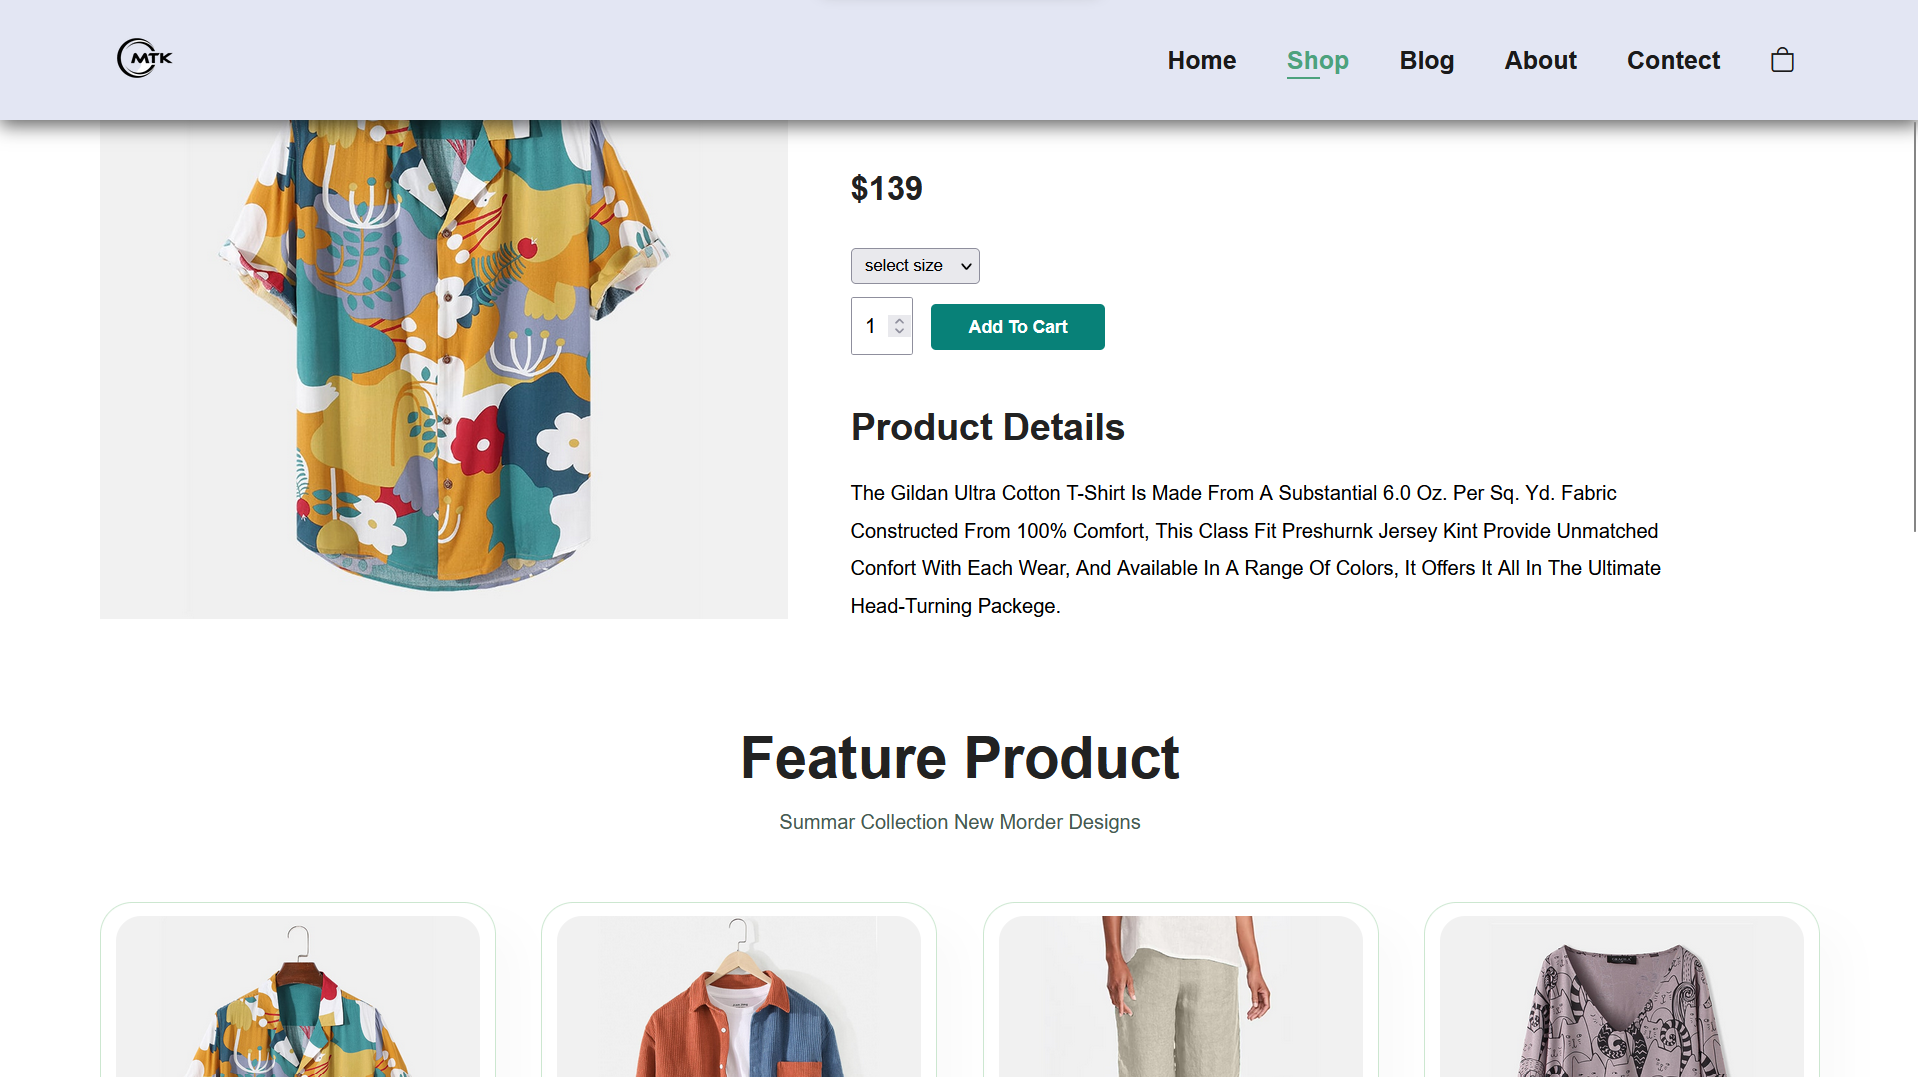 MTK
Home Shop Blog About Contect
$139
select size
1
Add To Cart
Product Details
The Gildan Ultra Cotton T-Shirt Is Made From A Substantial 6.0 Oz. Per Sq. Yd. Fabric
Constructed From 100% Comfort, This Class Fit Preshurnk Jersey Kint Provide Unmatched
Confort With Each Wear, And Available In A Range Of Colors, It Offers It All In The Ultimate
Head-Turning Packege.
Feature Product
Summar Collection New Morder Designs